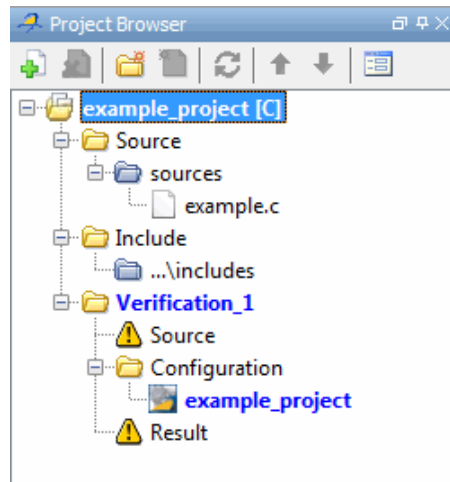 Project Browser
example_project [C]
Source
sources
example.c
Include
...\includes
Verification_1
Source
Configuration
example_project
Result